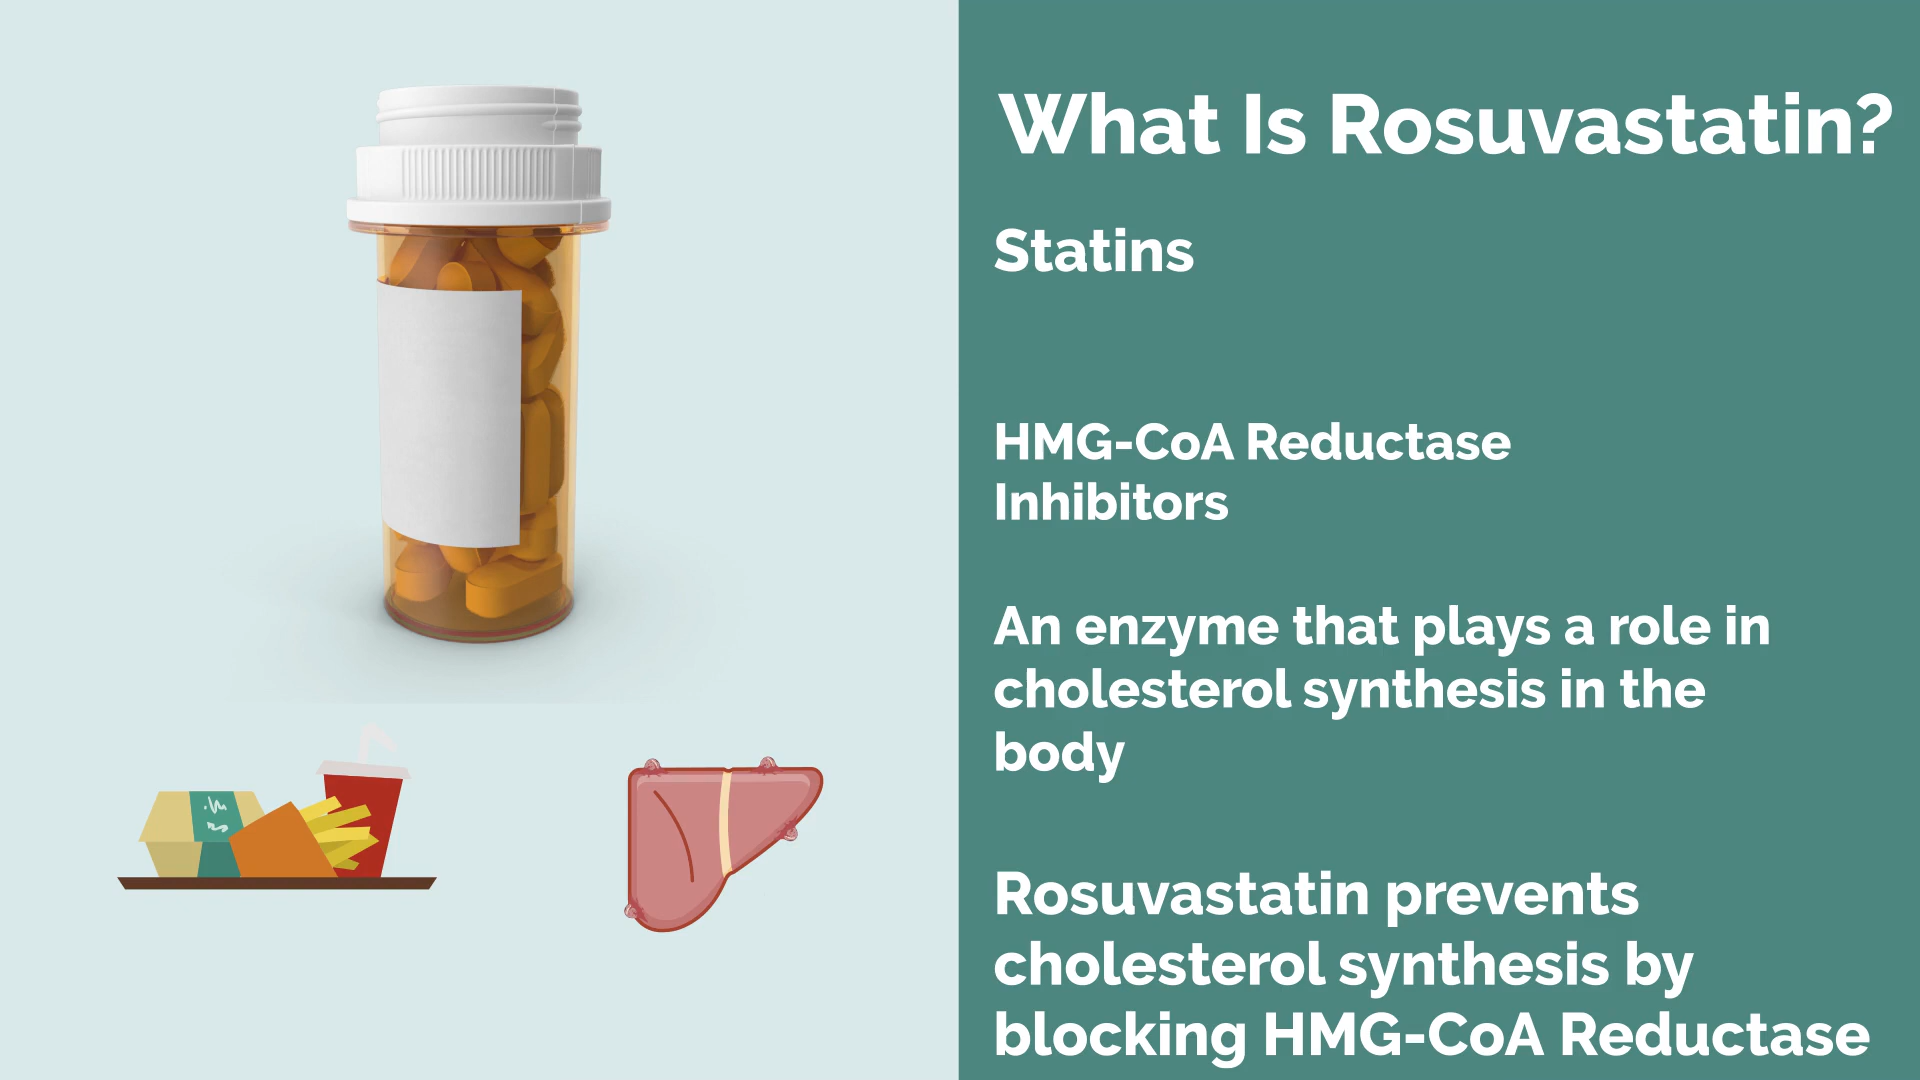 What Is Rosuvastatin?
Statins
HMG-CoA Reductase
Inhibitors
An enzyme that plays a role in
cholesterol synthesis in the
body
Rosuvastatin prevents
cholesterol synthesis by
blocking HMG-CoA Reductase